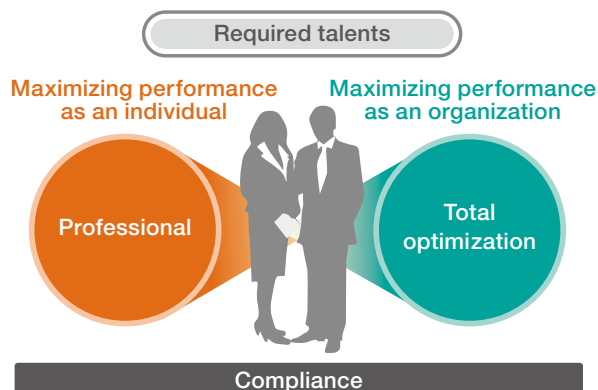 Required talents
Maximizing performance
as an individual
Maximizing performance
as an organization
Professional
Total
optimization
Compliance